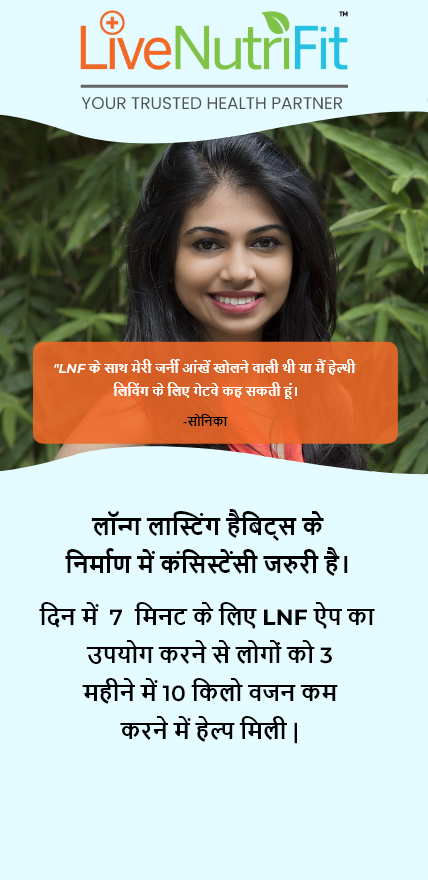 LiveNutriFit™
YOUR TRUSTED HEALTH PARTNER
"LNF के साथ मेरी जर्नी आंखें खोलने वाली थी या मैं हेल्थी
लिविंग के लिए गेटवे कह सकती हूं।
-सोनिका
लॉन्ग लास्टिंग हैबिट्स के
निर्माण में कंसिस्टेंसी जरुरी है।
दिन में 7 मिनट के लिए LNF ऐप का
उपयोग करने से लोगों को 3
महीने में 10 किलो वजन कम
करने में हेल्प मिली |